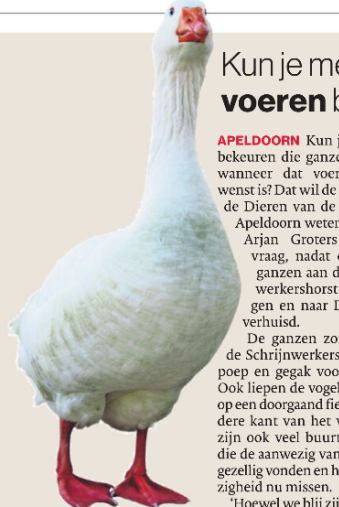 Kun je me
voeren b
APELDOORN Kun j
bekeuren die ganze
wanneer dat voer
wenst is? Dat wil de
de Dieren van de
Apeldoorn weter
Arjan Groters
vraag, nadat
ganzen aan d
werkershorst
gen en naar D
verhuisd.
De ganzen zo
de Schrijnwerkers
poep en gegak voo
Ook liepen de vogel
op een doorgaand fie
dere kant van het v
zijn ook veel buurt
die de aanwezig van
gezellig vonden en h
zigheid nu missen.
'Hoewel we blij zij